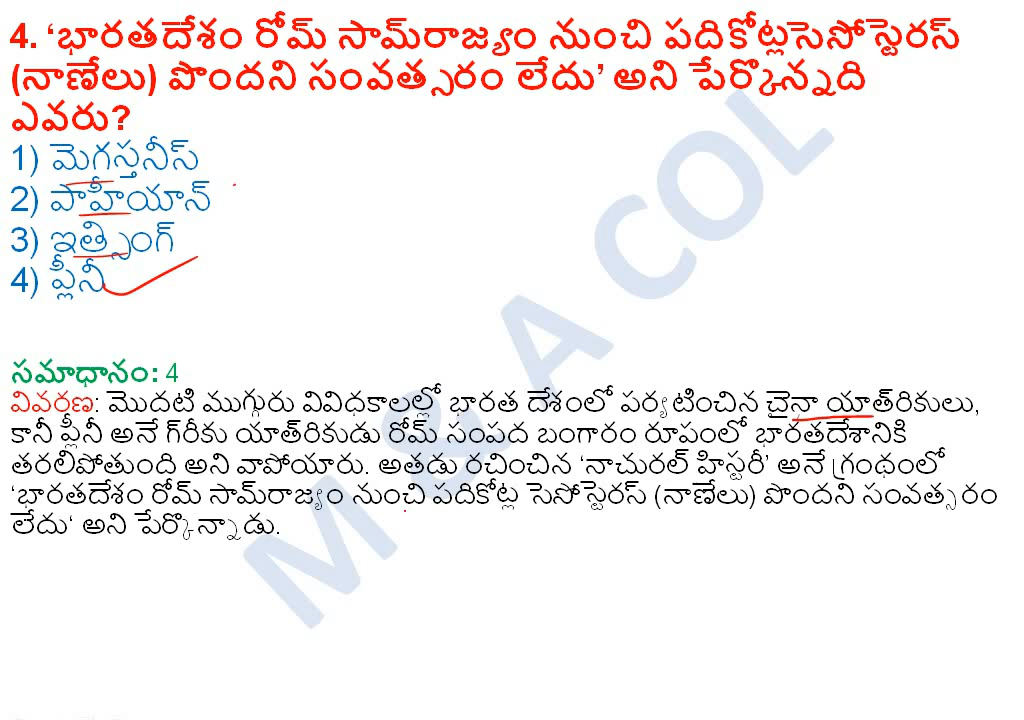 4. ‘భారతదేశం రోమ్ సామ్‌రాజ్యం నుంచి పదికోట్లసెసోస్టెరస్
(నాణేలు) పొందని సంవత్సరం లేదు’ అని పేర్కొన్నది
ఎవరు?
1) మెగస్తనీస్
2) పాహీయాన్
3) ఇత్సింగ్
4) ప్లీనీ
సమాధానం: 4
వివరణ: మొదటి ముగ్గురు వివిధకాలల్లో భారత దేశంలో పర్యటించిన చైనా యాత్‌రికులు,
కానీ ప్లీనీ అనే గ్‌రీకు యాత్‌రికుడు రోమ్ సంపద బంగారం రూపంలో భారతదేశానికి
తరలిపోతుంది అని వాపోయారు. అతడు రచించిన ‘నాచురల్ హిస్టరీ’ అనే గ్రంథంలో
‘భారతదేశం రోమ్ సామ్‌రాజ్యం నుంచి పదికోట్ల సెసోస్టెరస్ (నాణేలు) పొందని సంవత్సరం
లేదు‘ అని పేర్కొన్నాడు.
M & A COL